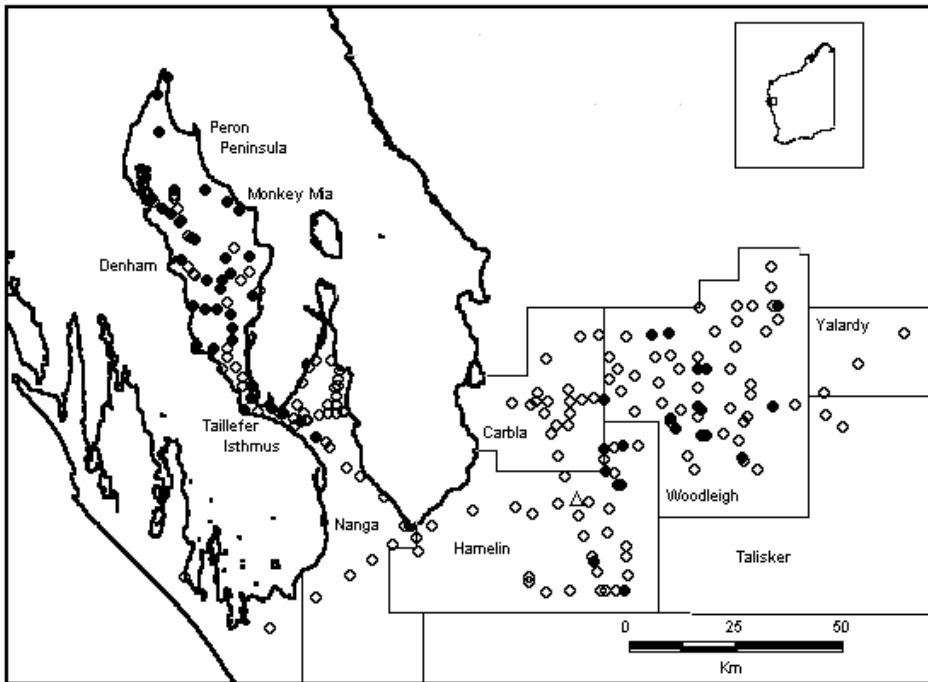 Peron
Peninsula
Monkey Mia
Denham
Yalardy
Taillefer
Isthmus
Carbla
Woodleigh
Nanga
Hamelin
Talisker
0 25 50
Km